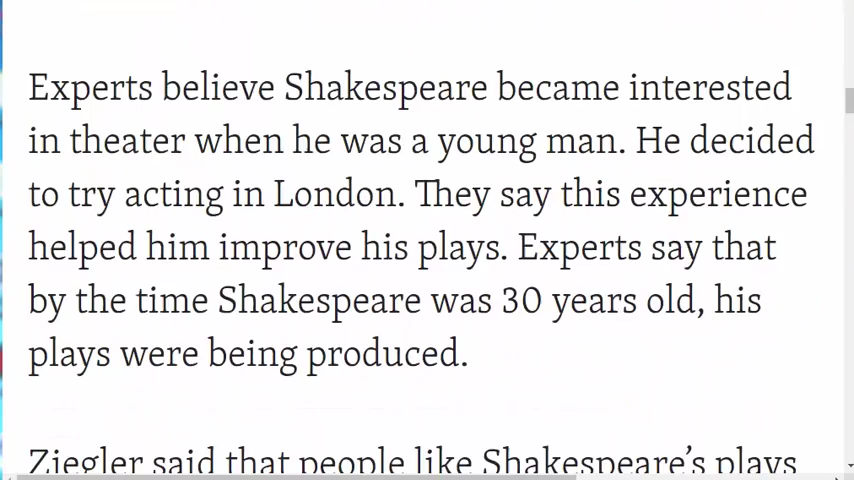 Experts believe Shakespeare became interested
in theater when he was a young man. He decided
to try acting in London. They say this experience
helped him improve his plays. Experts say that
by the time Shakespeare was 30 years old, his
plays were being produced.
Ziegler said that people like Shakespeare’s plays